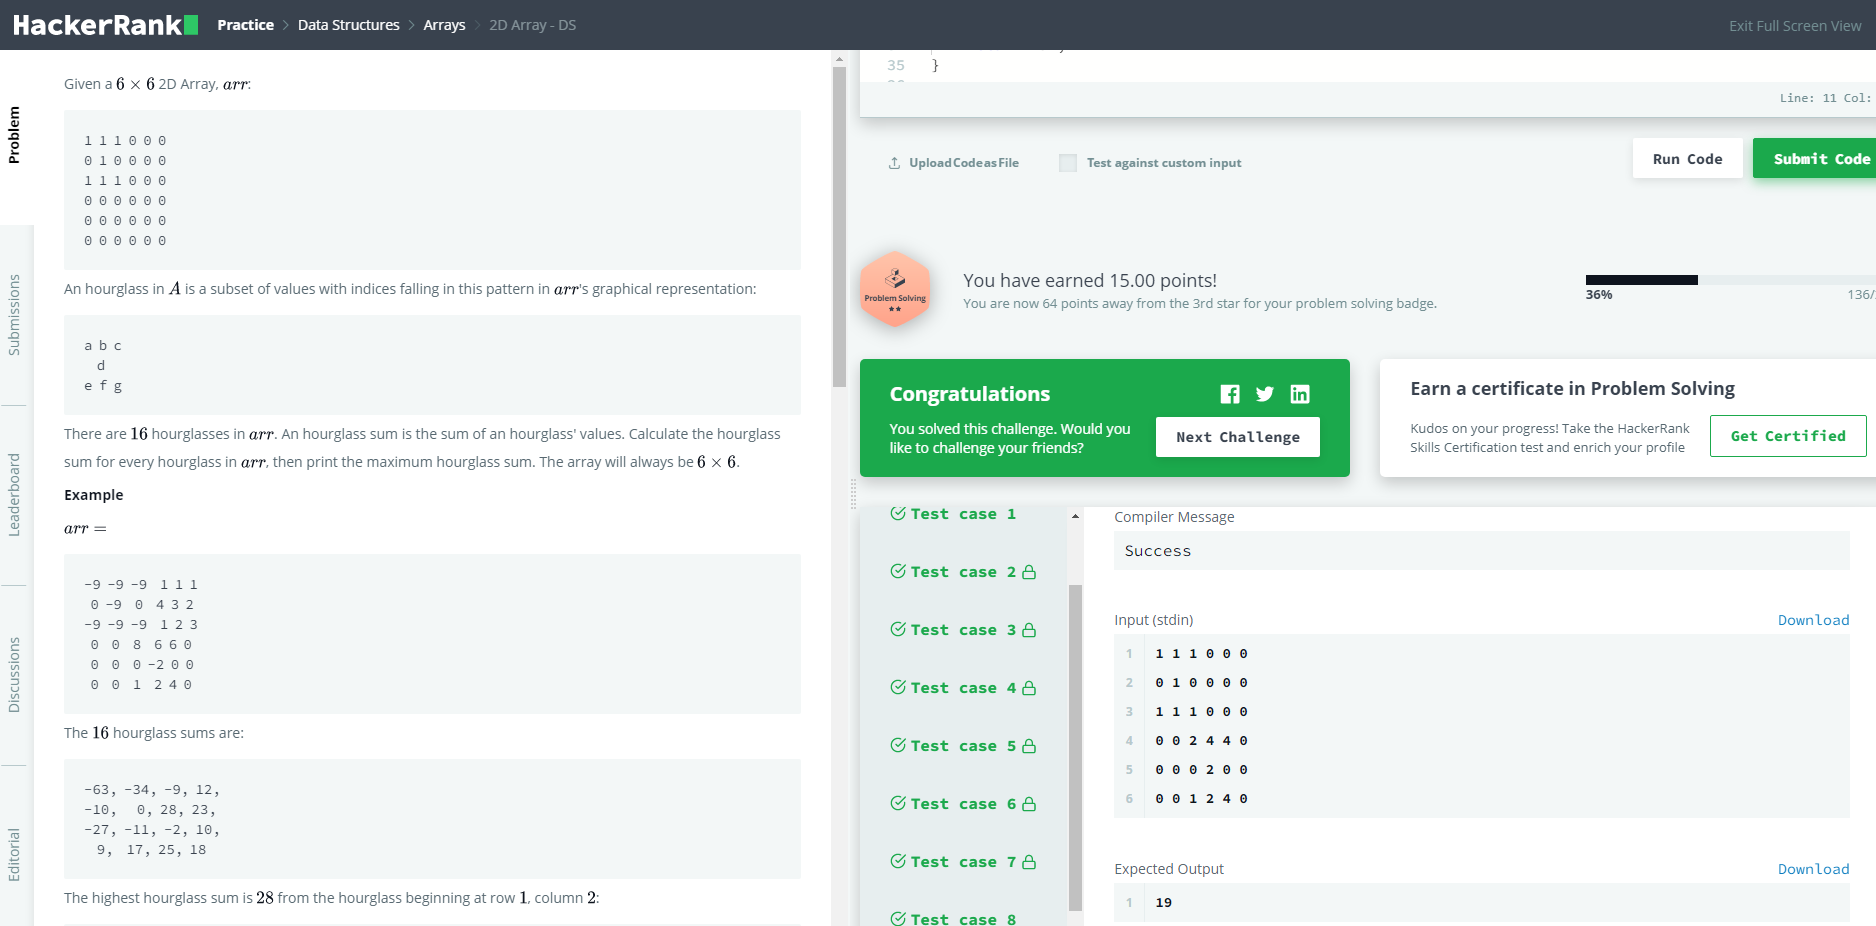 HackerRank Practice > Data Structures > Arrays > 2D Array - DS
Exit Full Screen View
Problem
Submissions
Leaderboard
Discussions
Editorial
Given a 6 × 6 2D Array, arr:
1 1 1 0 0 0
0 1 0 0 0 0
1 1 1 0 0 0
0 0 0 0 0 0
0 0 0 0 0 0
0 0 0 0 0 0
An hourglass in A is a subset of values with indices falling in this pattern in arr's graphical representation:
a b c
d
e f g
There are 16 hourglasses in arr. An hourglass sum is the sum of an hourglass' values. Calculate the hourglass
sum for every hourglass in arr, then print the maximum hourglass sum. The array will always be 6 × 6.
Example
arr =
-9 -9 -9 1 1 1
0 -9 0 4 3 2
-9 -9 -9 1 2 3
0 0 8 6 6 0
0 0 0 -2 0 0
0 0 1 2 4 0
The 16 hourglass sums are:
-63, -34, -9, 12,
-10, 0, 28, 23,
-27, -11, -2, 10,
9, 17, 25, 18
The highest hourglass sum is 28 from the hourglass beginning at row 1, column 2:
35 }
Line: 11 Col:
Upload Code as File
Test against custom input
Run Code
Submit Code
Problem Solving
You have earned 15.00 points!
You are now 64 points away from the 3rd star for your problem solving badge.
36%
136/
Congratulations
You solved this challenge. Would you
like to challenge your friends?
Next Challenge
Earn a certificate in Problem Solving
Kudos on your progress! Take the HackerRank
Skills Certification test and enrich your profile
Get Certified
Test case 1
Test case 2
Test case 3
Test case 4
Test case 5
Test case 6
Test case 7
Test case 8
Compiler Message
Success
Input (stdin)
Download
1 1 1 1 0 0 0
2 0 1 0 0 0 0
3 1 1 1 0 0 0
4 0 0 2 4 4 0
5 0 0 0 2 0 0
6 0 0 1 2 4 0
Expected Output
Download
1 19